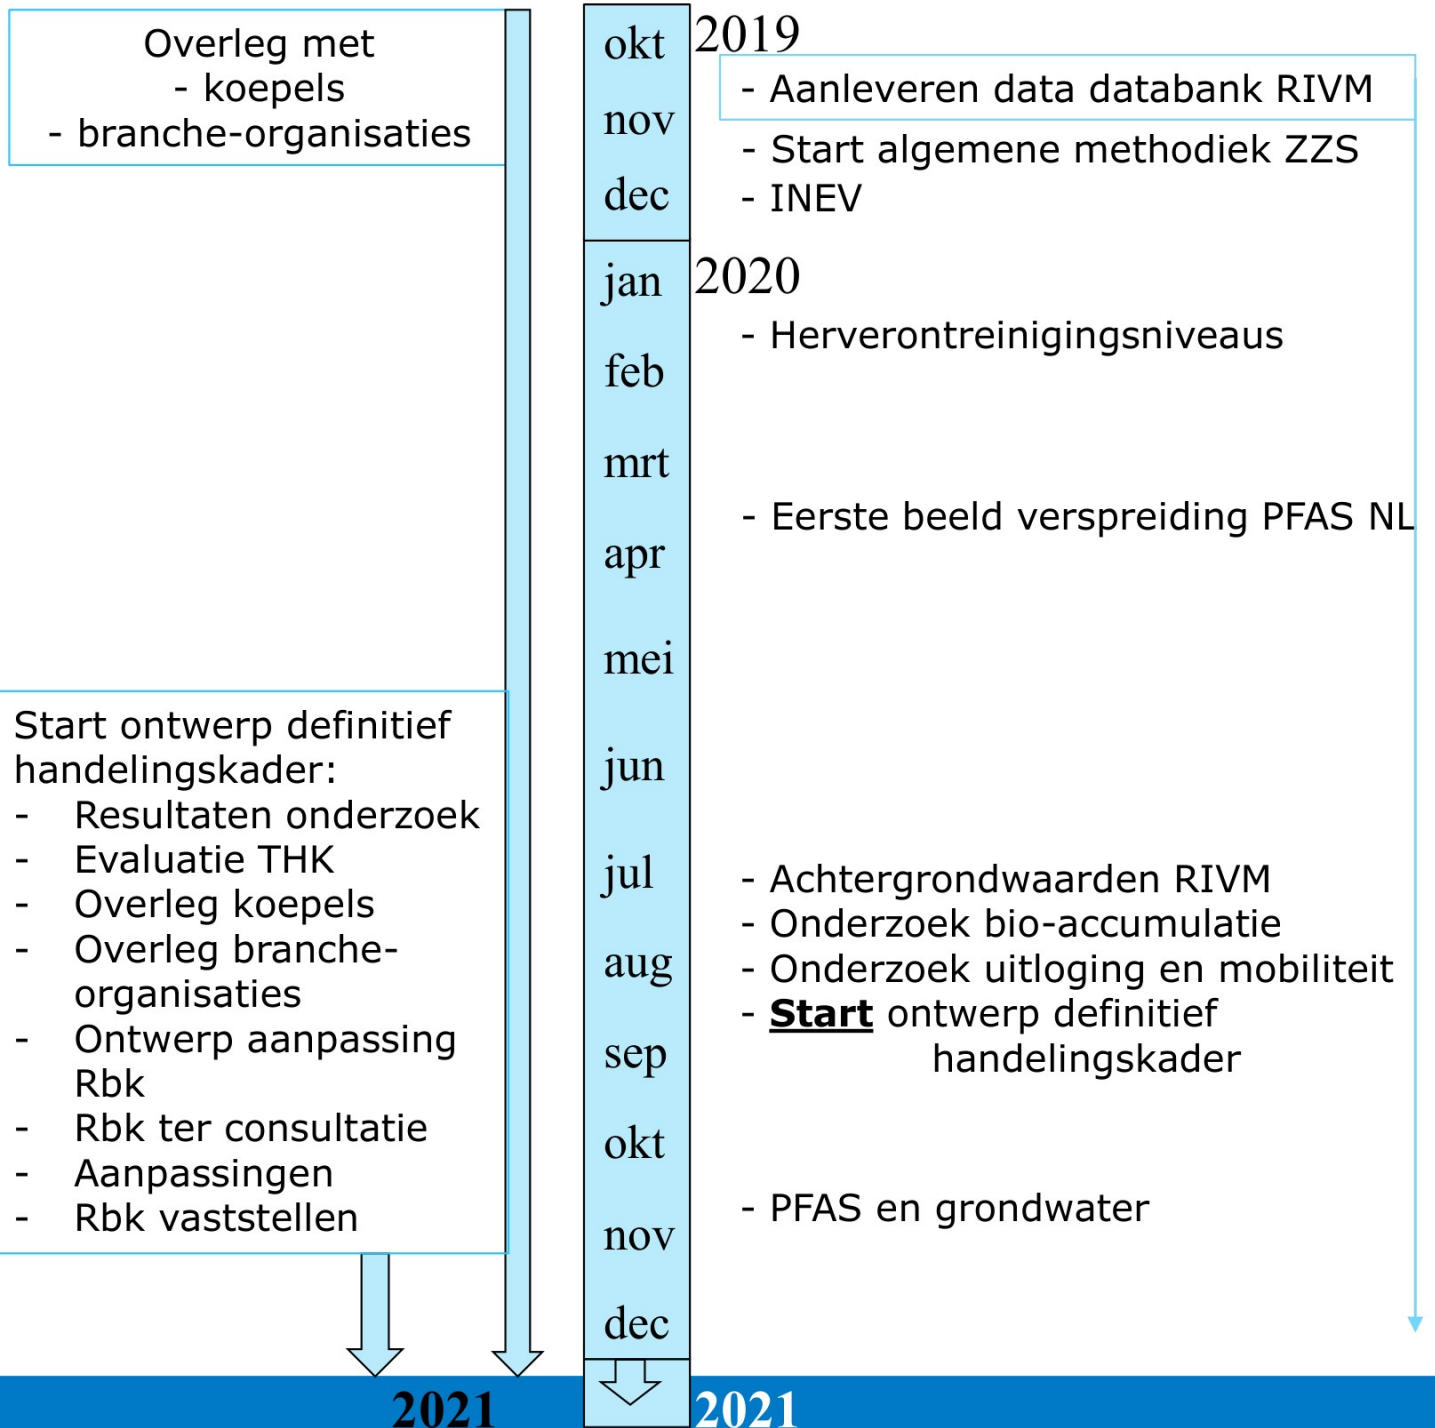 Overleg met
- koepels
- branche-organisaties
Start ontwerp definitief
handelingskader:
- Resultaten onderzoek
- Evaluatie THK
- Overleg koepels
- Overleg branche-
organisaties
- Ontwerp aanpassing
Rbk
- Rbk ter consultatie
- Aanpassingen
- Rbk vaststellen
2021
okt
nov
dec
jan
feb
mrt
apr
mei
jun
jul
aug
sep
okt
nov
dec
2019
- Aanleveren data databank RIVM
- Start algemene methodiek ZZS
- INEV
2020
- Herverontreinigingsniveaus
- Eerste beeld verspreiding PFAS NL
- Achtergrondwaarden RIVM
- Onderzoek bio-accumulatie
- Onderzoek uitloging en mobiliteit
- Start ontwerp definitief
handelingskader
- PFAS en grondwater
2021